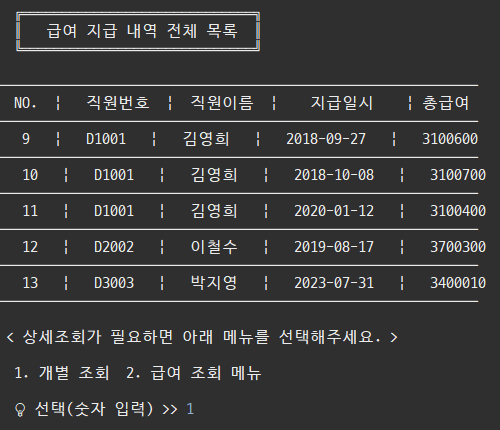 급여 지급 내역 전체 목록
NO. ¦ 직원번호 ¦ 직원이름 ¦ 지급일시 ¦ 총급여
9 ¦ D1001 ¦ 김영희 ¦ 2018-09-27 ¦ 3100600
10 ¦ D1001 ¦ 김영희 ¦ 2018-10-08 ¦ 3100700
11 ¦ D1001 ¦ 김영희 ¦ 2020-01-12 ¦ 3100400
12 ¦ D2002 ¦ 이철수 ¦ 2019-08-17 ¦ 3700300
13 ¦ D3003 ¦ 박지영 ¦ 2023-07-31 ¦ 3400010
< 상세조회가 필요하면 아래 메뉴를 선택해주세요. >
1. 개별 조회 2. 급여 조회 메뉴
선택(숫자 입력) >> 1